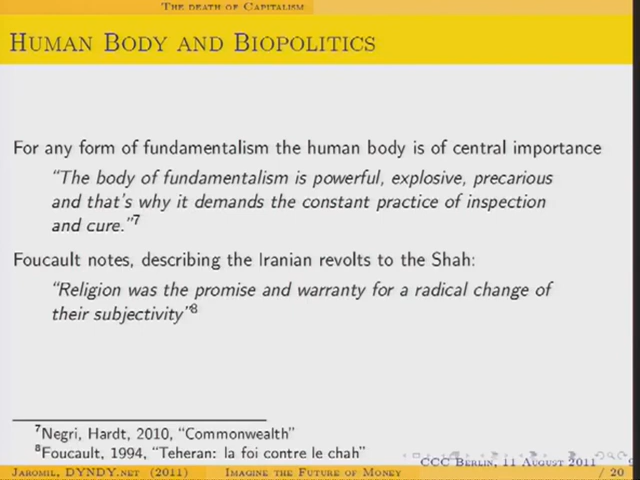 The death of Capitalism
Human Body and Biopolitics
For any form of fundamentalism the human body is of central importance
"The body of fundamentalism is powerful, explosive, precarious
and that's why it demands the constant practice of inspection
and cure."7
Foucault notes, describing the Iranian revolts to the Shah:
"Religion was the promise and warranty for a radical change of
their subjectivity"8
7Negri, Hardt, 2010, "Commonwealth"
8Foucault, 1994, "Teheran: la foi contre le chah"
CCC Berlin, 11 August 2011
Jaromil, DYNDY.net (2011) Imagine the Future of Money / 20